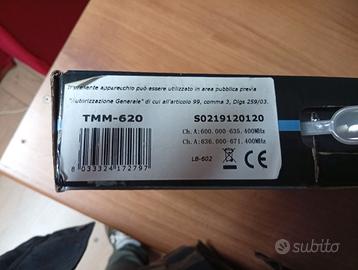 Il presente apparecchio può essere utilizzato in area pubblica previa
"Autorizzazione Generale" di cui all'articolo 99, comma 3, Dlgs 259/03.
TMM-620
S0219120120
Ch. A:600.000-635.400MHz
Ch. A:636.000-671.400MHz
LB-602
CE
8 033324 172797
subito